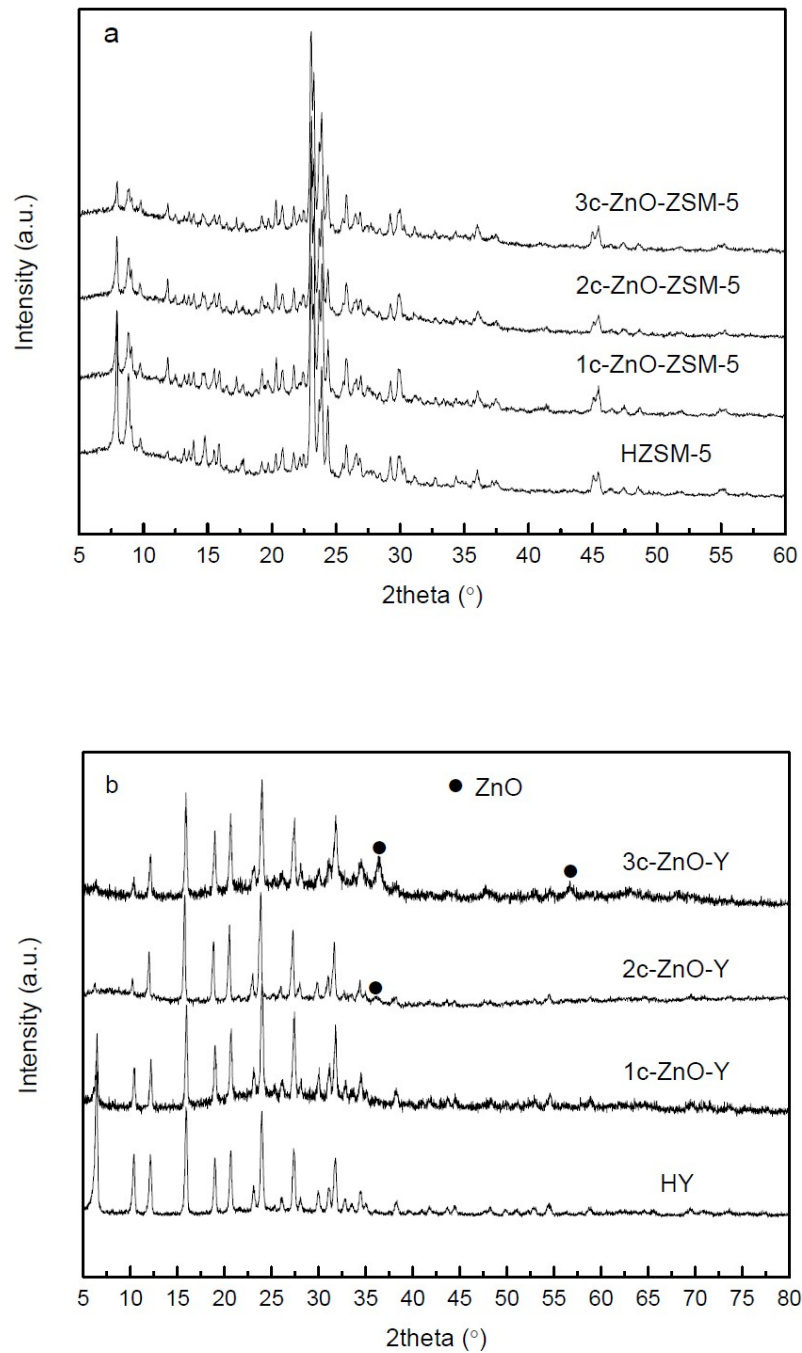 a
3c-ZnO-ZSM-5
2c-ZnO-ZSM-5
1c-ZnO-ZSM-5
HZSM-5
Intensity (a.u.)
5 10 15 20 25 30 35 40 45 50 55 60
2theta (°)
b
ZnO
3c-ZnO-Y
2c-ZnO-Y
1c-ZnO-Y
HY
Intensity (a.u.)
5 10 15 20 25 30 35 40 45 50 55 60 65 70 75 80
2theta (°)